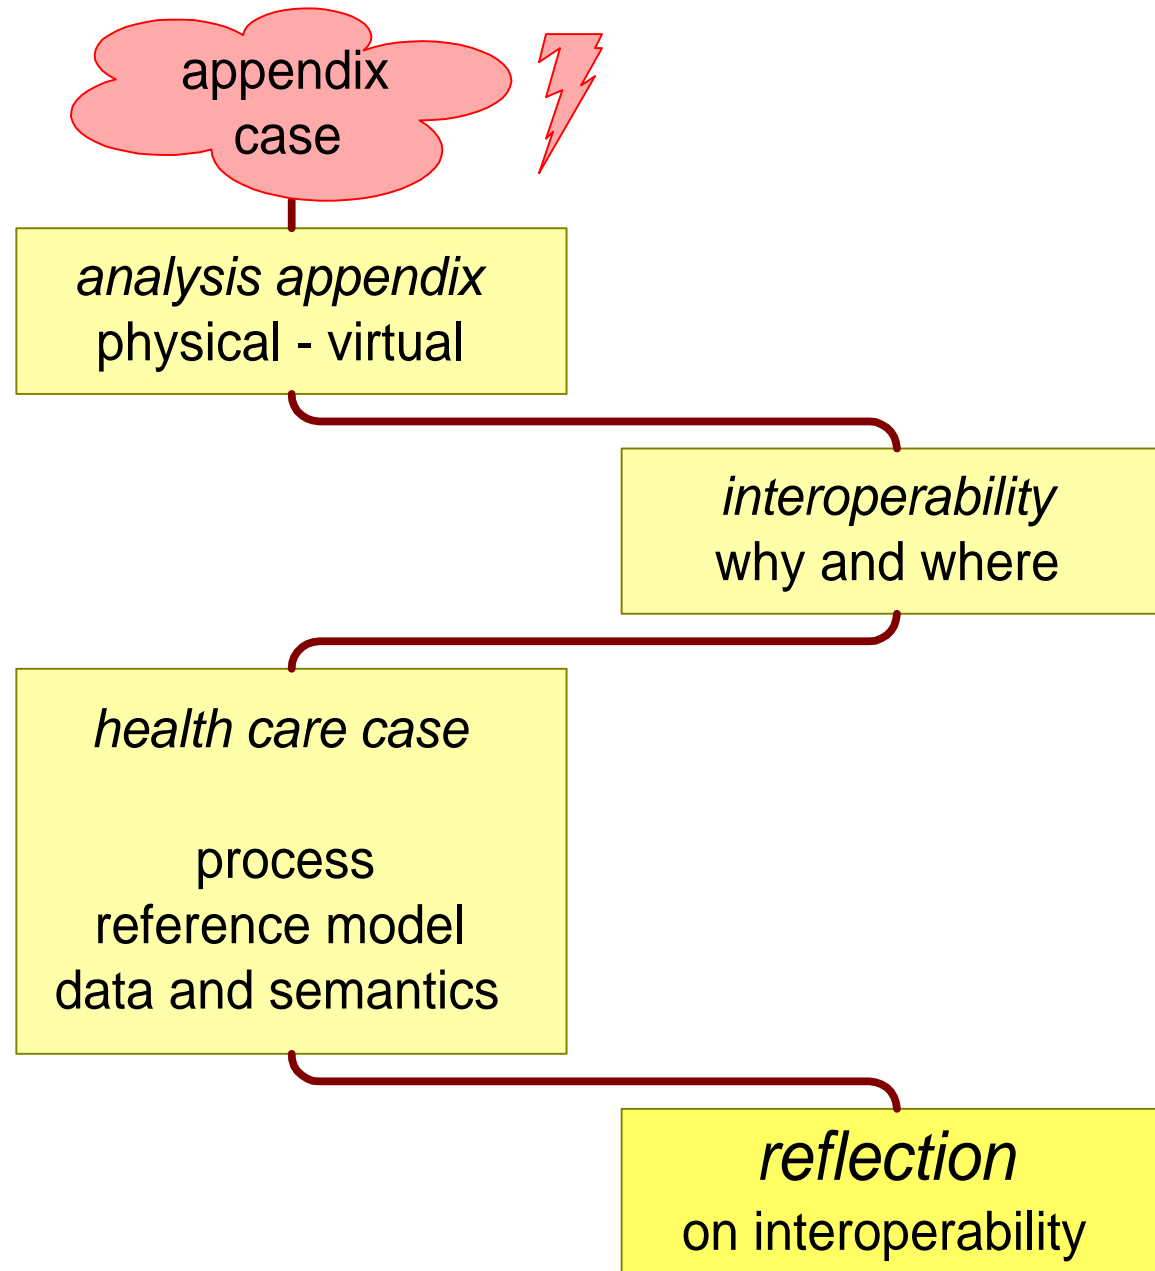 appendix
case
analysis appendix
physical - virtual
interoperability
why and where
health care case
process
reference model
data and semantics
reflection
on interoperability